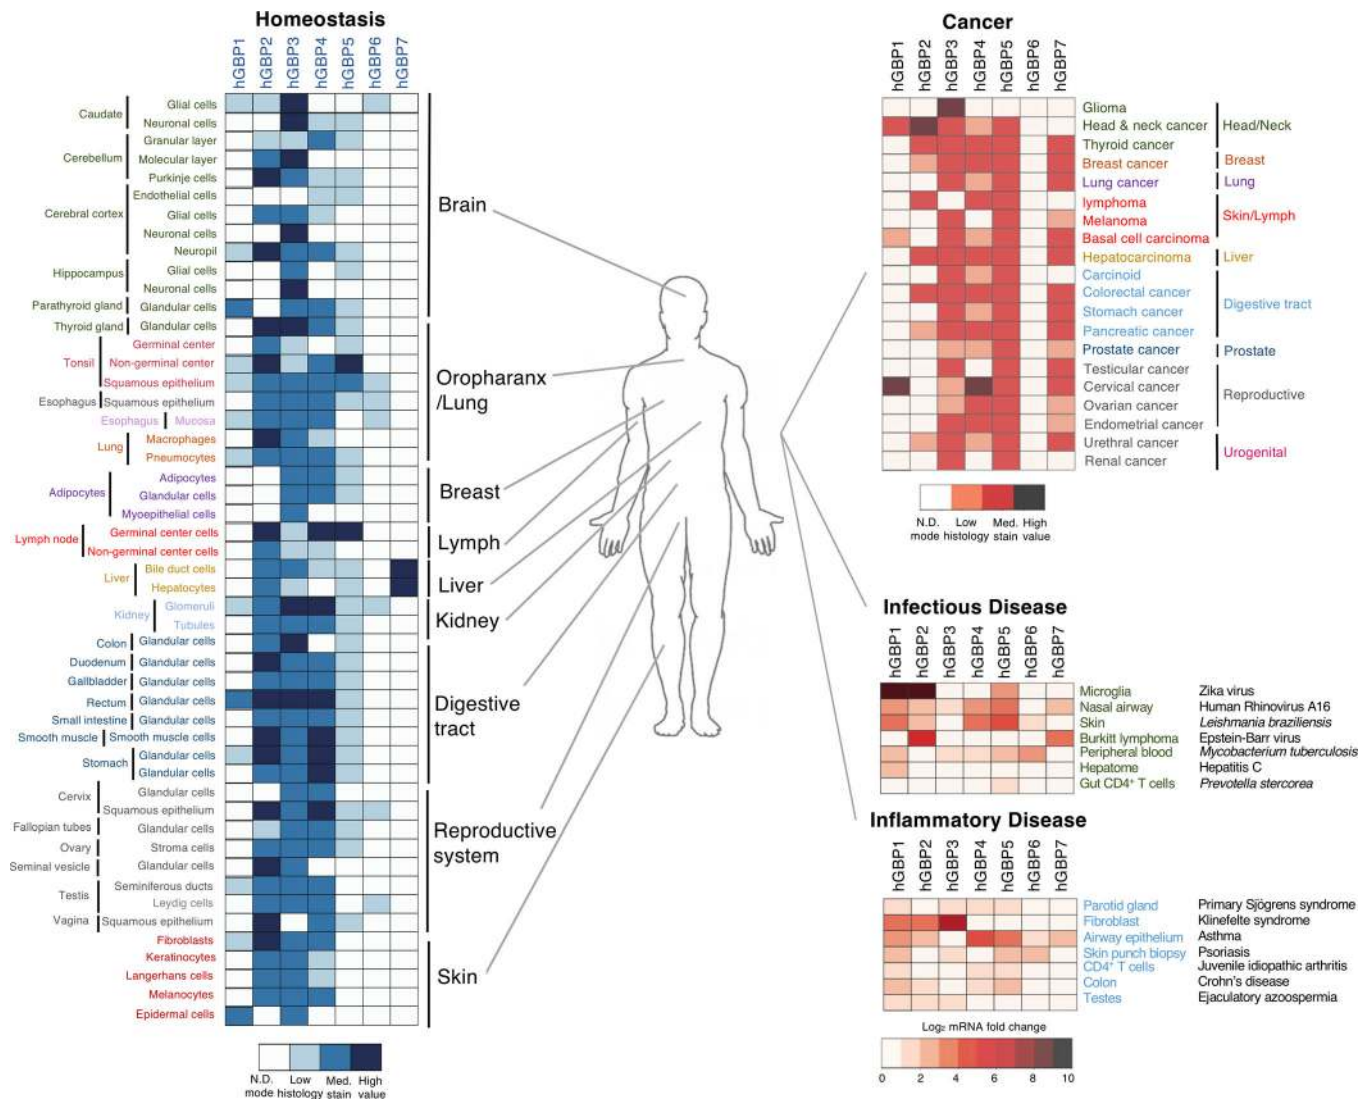 Homeostasis
hGBP1
hGBP2
hGBP3
hGBP4
hGBP5
hGBP6
hGBP7
Caudate
Glial cells
Neuronal cells
Cerebellum
Granular layer
Molecular layer
Purkinje cells
Cerebral cortex
Endothelial cells
Glial cells
Neuronal cells
Neuropil
Hippocampus
Glial cells
Neuronal cells
Parathyroid gland
Glandular cells
Thyroid gland
Glandular cells
Tonsil
Germinal center
Non-germinal center
Squamous epithelium
Esophagus
Squamous epithelium
Esophagus
Mucosa
Lung
Macrophages
Pneumocytes
Adipocytes
Adipocytes
Glandular cells
Myoepithelial cells
Lymph node
Germinal center cells
Non-germinal center cells
Liver
Bile duct cells
Hepatocytes
Kidney
Glomeruli
Tubules
Colon
Glandular cells
Duodenum
Glandular cells
Gallbladder
Glandular cells
Rectum
Glandular cells
Small intestine
Glandular cells
Smooth muscle
Smooth muscle cells
Stomach
Glandular cells
Glandular cells
Cervix
Glandular cells
Squamous epithelium
Fallopian tubes
Glandular cells
Ovary
Stroma cells
Seminal vesicle
Glandular cells
Testis
Seminiferous ducts
Leydig cells
Vagina
Squamous epithelium
Fibroblasts
Keratinocytes
Langerhans cells
Melanocytes
Epidermal cells
Brain
Oropharanx
/Lung
Breast
Lymph
Liver
Kidney
Digestive
tract
Reproductive
system
Skin
N.D. Low Med. High
mode histology stain value
Cancer
hGBP1
hGBP2
hGBP3
hGBP4
hGBP5
hGBP6
hGBP7
Glioma
Head & neck cancer
Thyroid cancer
Breast cancer
Lung cancer
lymphoma
Melanoma
Basal cell carcinoma
Hepatocarcinoma
Carcinoid
Colorectal cancer
Stomach cancer
Pancreatic cancer
Prostate cancer
Testicular cancer
Cervical cancer
Ovarian cancer
Endometrial cancer
Urethral cancer
Renal cancer
Head/Neck
Breast
Lung
Skin/Lymph
Liver
Digestive tract
Prostate
Reproductive
Urogenital
N.D. Low Med. High
mode histology stain value
Infectious Disease
hGBP1
hGBP2
hGBP3
hGBP4
hGBP5
hGBP6
hGBP7
Microglia Zika virus
Nasal airway Human Rhinovirus A16
Skin Leishmania braziliensis
Burkitt lymphoma Epstein-Barr virus
Peripheral blood Mycobacterium tuberculosis
Hepatome Hepatitis C
Gut CD4⁺ T cells Prevotella stercorea
Inflammatory Disease
hGBP1
hGBP2
hGBP3
hGBP4
hGBP5
hGBP6
hGBP7
Parotid gland Primary Sjögrens syndrome
Fibroblast Klinefelte syndrome
Airway epithelium Asthma
Skin punch biopsy Psoriasis
CD4⁺ T cells Juvenile idiopathic arthritis
Colon Crohn's disease
Testes Ejaculatory azoospermia
Log₂ mRNA fold change
0 2 4 6 8 10